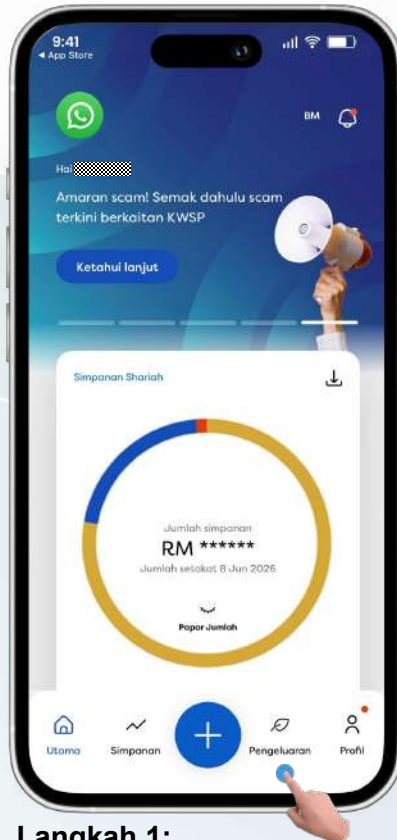 9:41
◀ App Store
BM
Hai
Amaran scam! Semak dahulu scam
terkini berkaitan KWSP
Ketahui lanjut
Simpanan Shariah
Jumlah simpanan
RM ******
Jumlah setakat 8 Jun 2026
Papar Jumlah
Utama
Simpanan
Pengeluaran
Profil
Langkah 1: